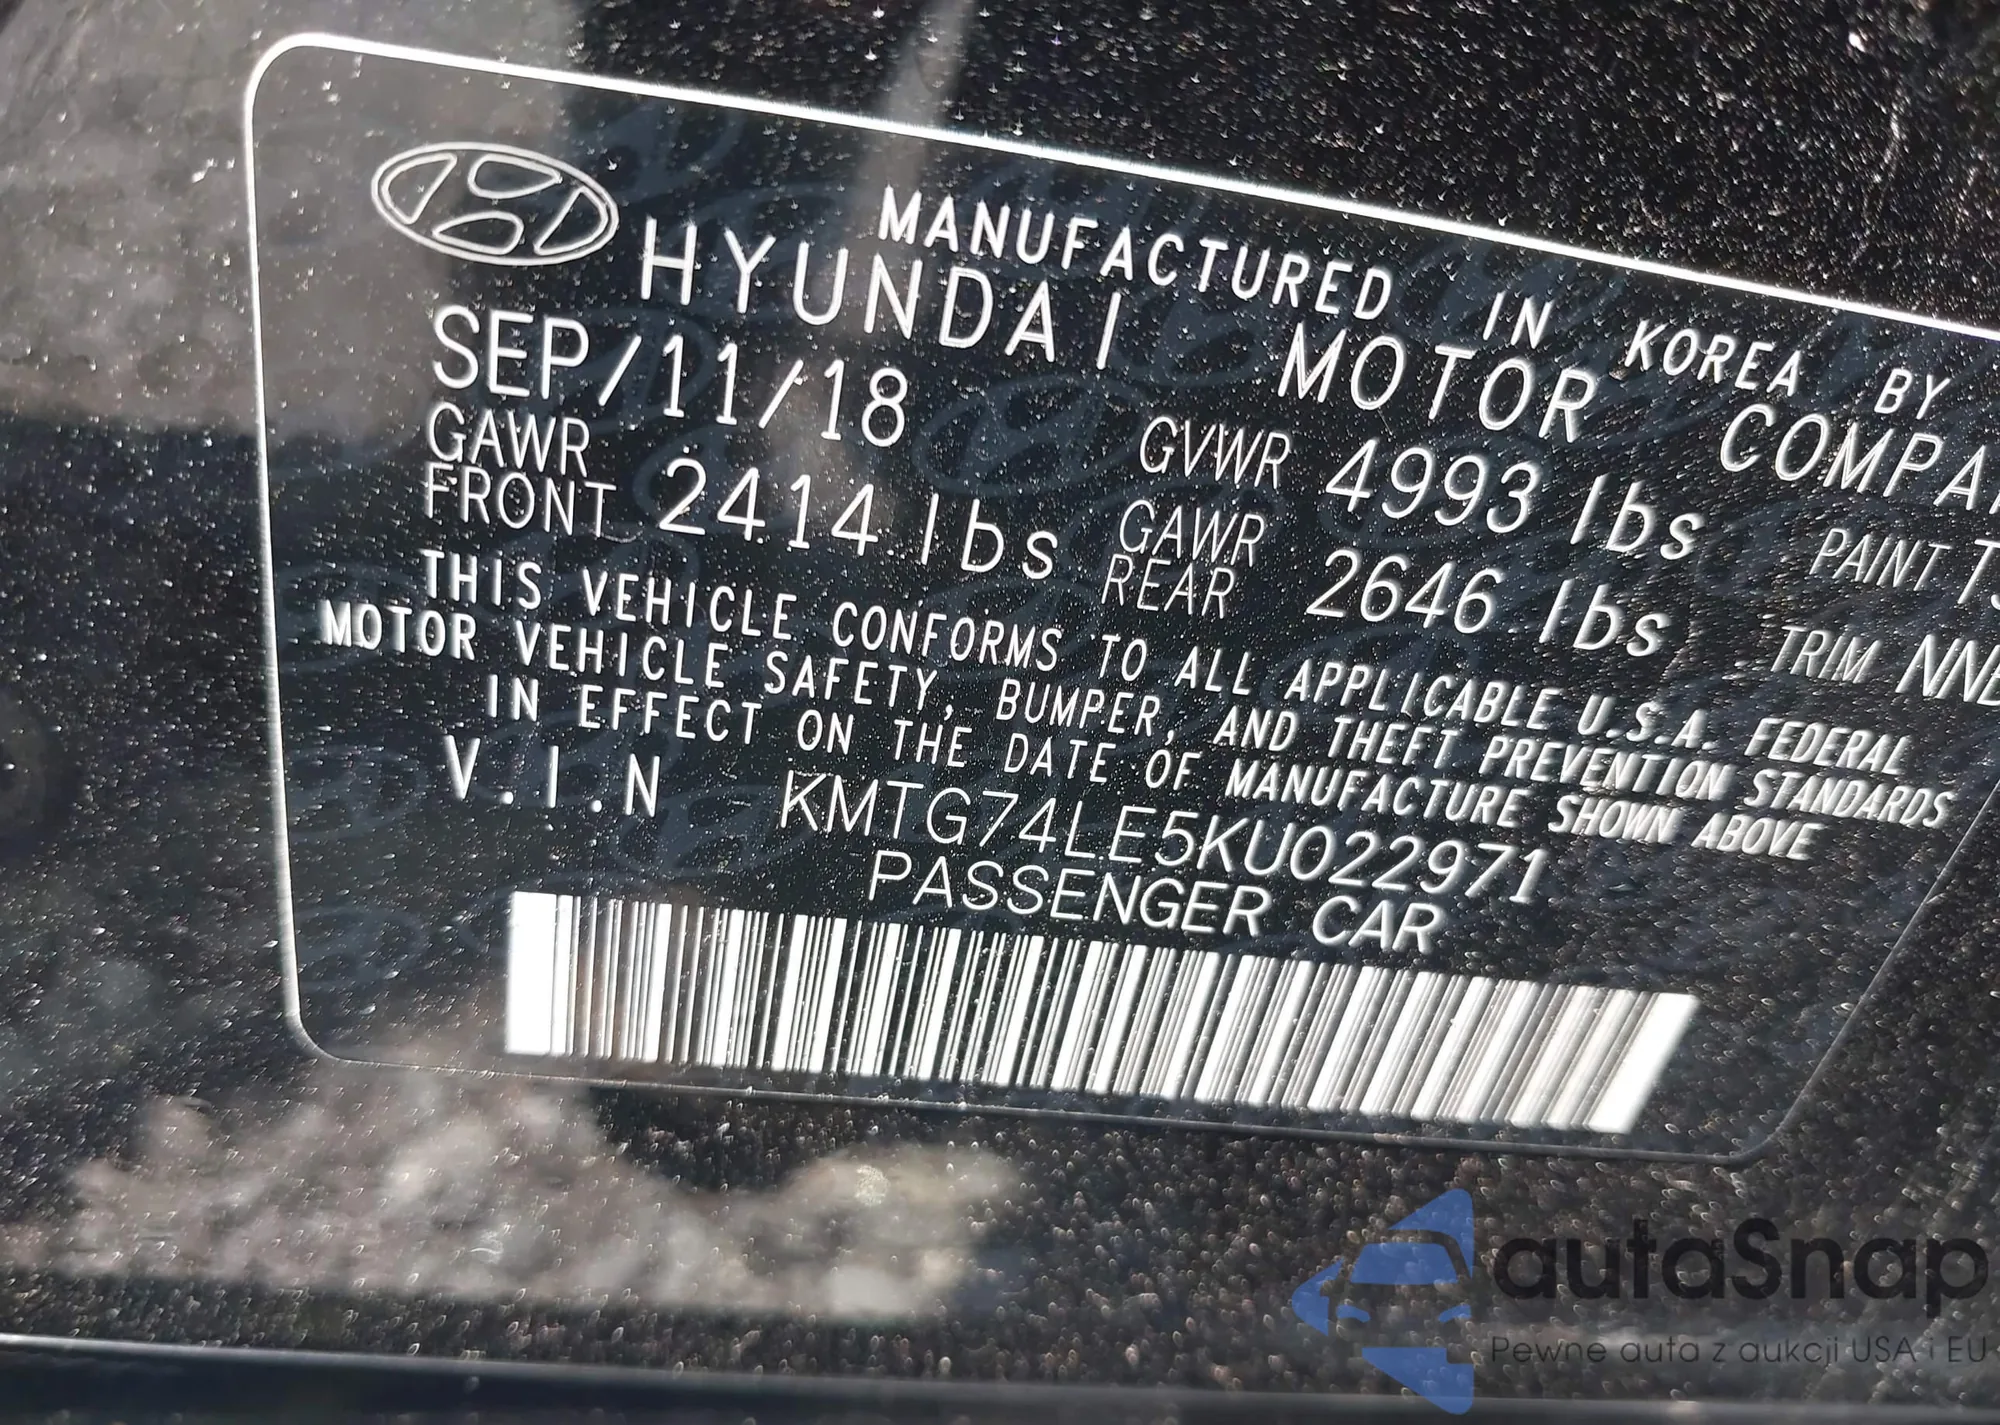 MANUFACTURED IN KOREA BY
HYUNDAI MOTOR
SEP/11/18 GVWR 4993 lbs
GAWR FRONT 2414 lbs GAWR REAR 2646 lbs PAINT
TRIM
THIS VEHICLE CONFORMS TO ALL APPLICABLE U.S.A. FEDERAL
MOTOR VEHICLE SAFETY, BUMPER, AND THEFT PREVENTION STANDARDS
IN EFFECT ON THE DATE OF MANUFACTURE SHOWN ABOVE
V.I.N KMTG74LE5KU022971
PASSENGER CAR
autaSnap
Pewne auta z aukcji USA i EU